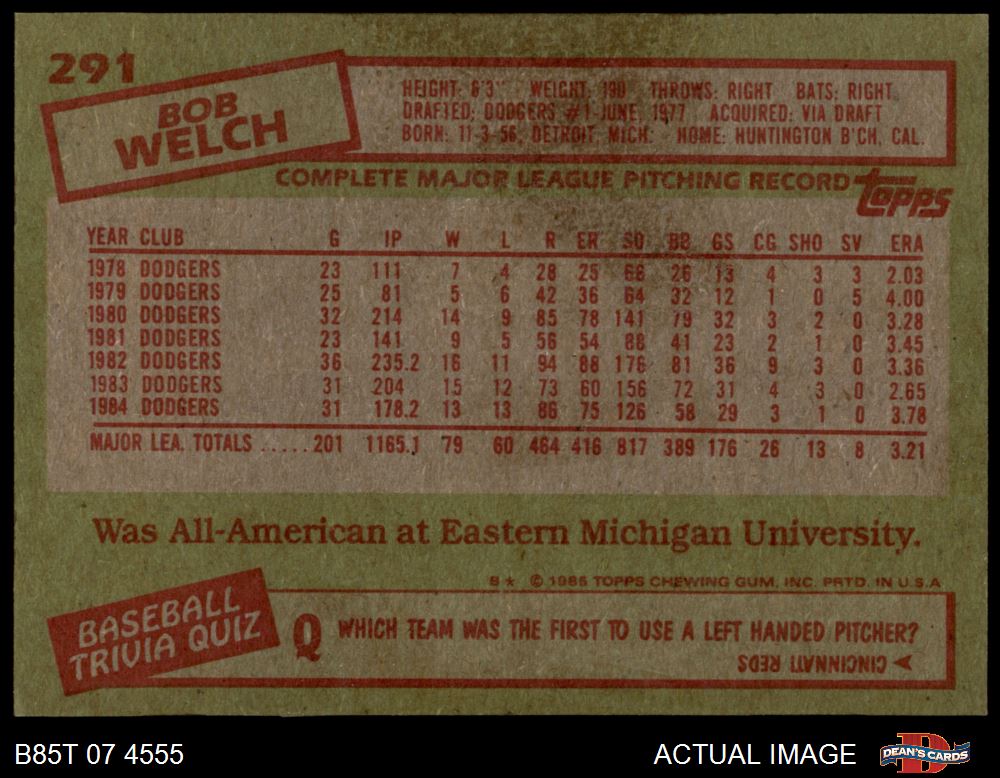 291
BOB
WELCH
HEIGHT: 6'3" WEIGHT: 190 THROWS: RIGHT BATS: RIGHT
DRAFTED: DODGERS #1-JUNE, 1977 ACQUIRED: VIA DRAFT
BORN: 11-3-56, DETROIT, MICH. HOME: HUNTINGTON B'CH, CAL.
COMPLETE MAJOR LEAGUE PITCHING RECORD topps
YEAR CLUB G IP W L R ER SO BB GS CG SHO SV ERA
1978 DODGERS 23 111 7 4 28 25 66 26 13 4 3 3 2.03
1979 DODGERS 25 81 5 6 42 36 64 32 12 1 0 5 4.00
1980 DODGERS 32 214 14 9 85 78 141 79 32 3 2 0 3.28
1981 DODGERS 23 141 9 5 56 54 88 41 23 2 1 0 3.45
1982 DODGERS 36 235.2 16 11 94 88 176 81 36 9 3 0 3.36
1983 DODGERS 31 204 15 12 73 60 156 72 31 4 3 0 2.65
1984 DODGERS 31 178.2 13 13 86 75 126 58 29 3 1 0 3.78
MAJOR LEA. TOTALS .....201 1165.1 79 60 464 416 817 389 176 26 13 8 3.21
Was All-American at Eastern Michigan University.
B* © 1985 TOPPS CHEWING GUM, INC. PRTD. IN U.S.A
BASEBALL
TRIVIA QUIZ
Q WHICH TEAM WAS THE FIRST TO USE A LEFT HANDED PITCHER?
CINCINNATI REDS
B85T 07 4555
ACTUAL IMAGE
D
DEAN'S CARDS